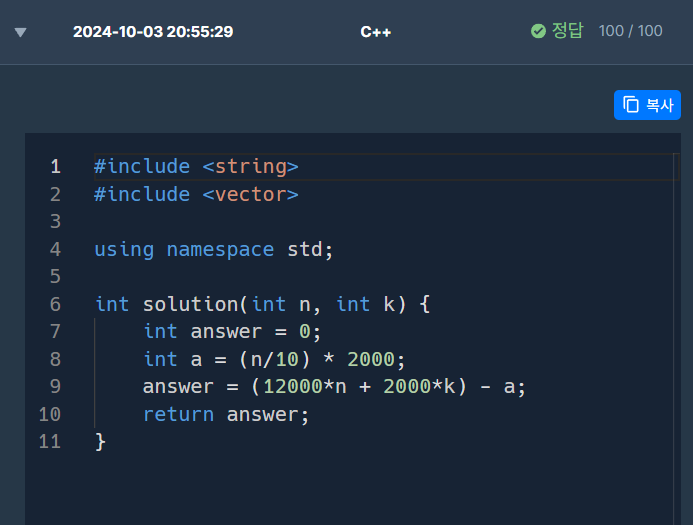 ▼ 2024-10-03 20:55:29 C++ 정답 100 / 100
복사
1 #include <string>
2 #include <vector>
3
4 using namespace std;
5
6 int solution(int n, int k) {
7     int answer = 0;
8     int a = (n/10) * 2000;
9     answer = (12000*n + 2000*k) - a;
10     return answer;
11 }